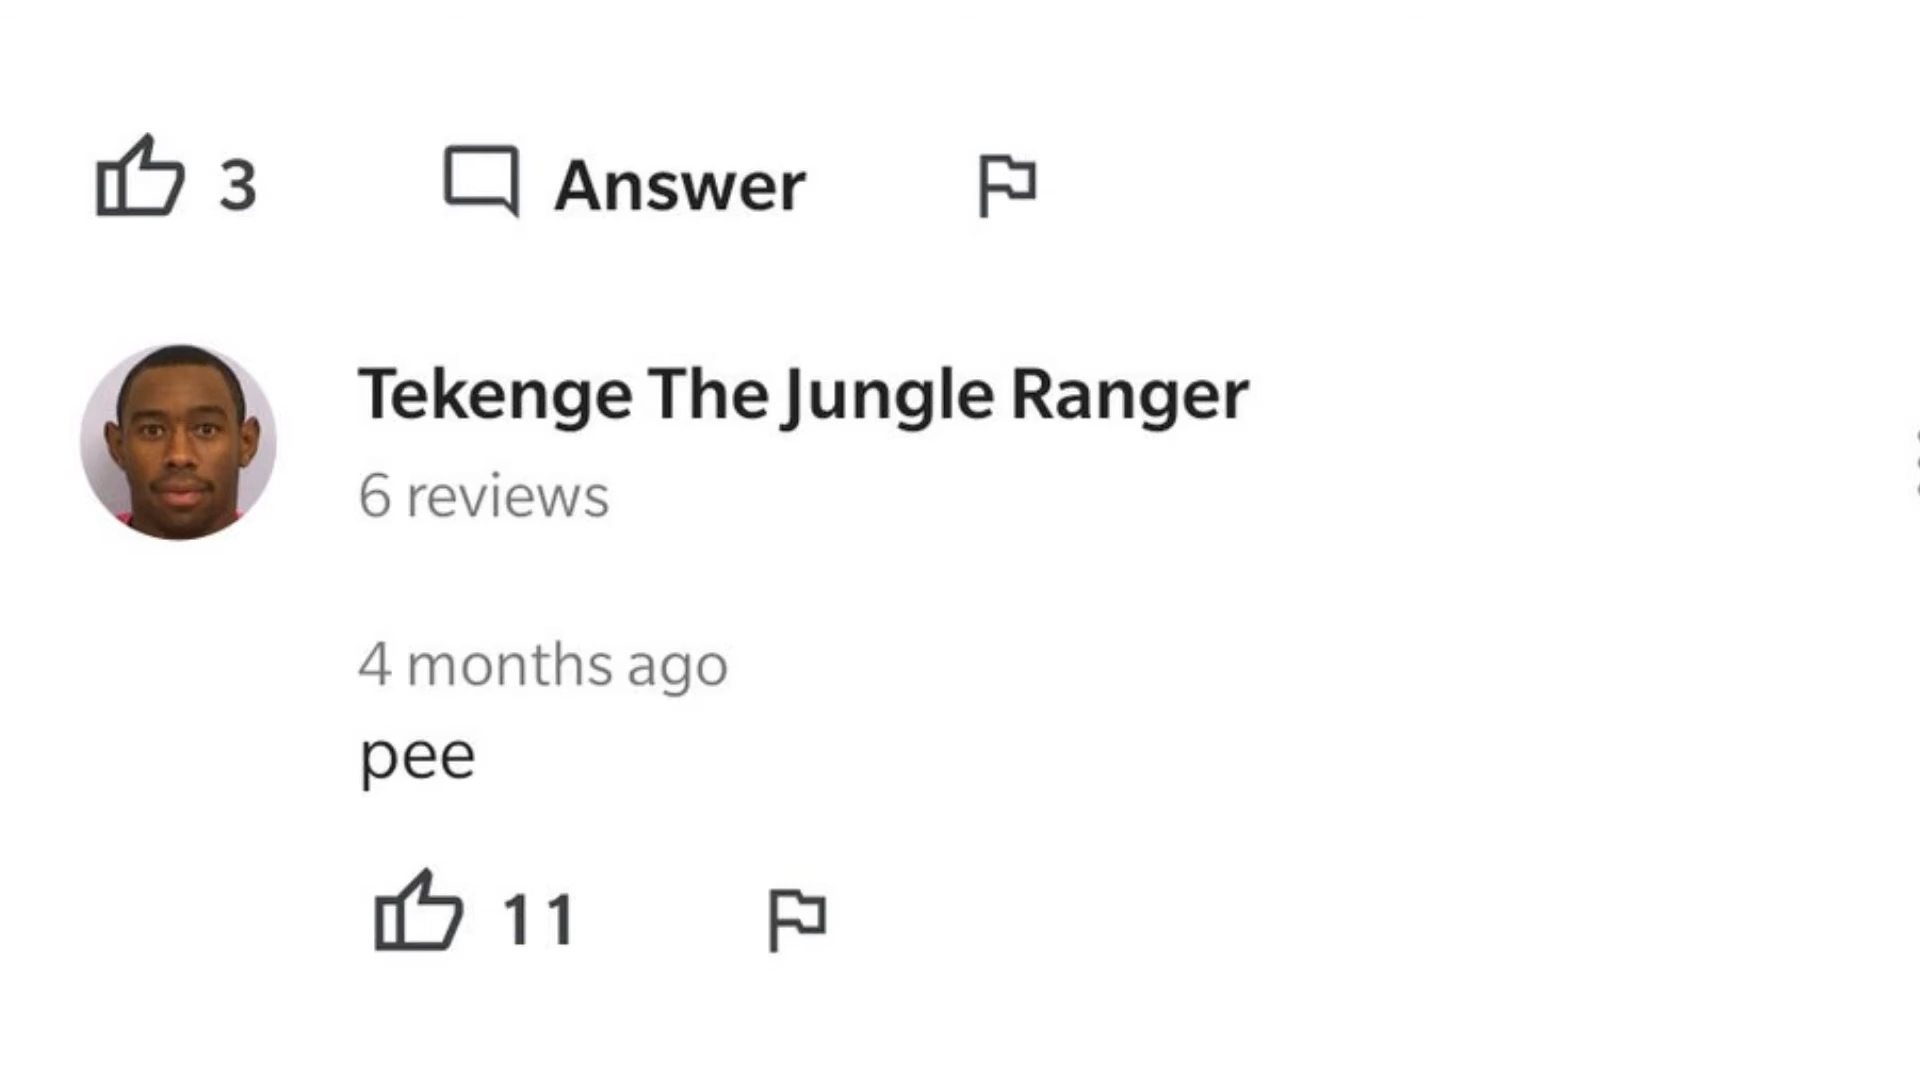 3 Answer
Tekenge The Jungle Ranger
6 reviews
4 months ago
pee
11